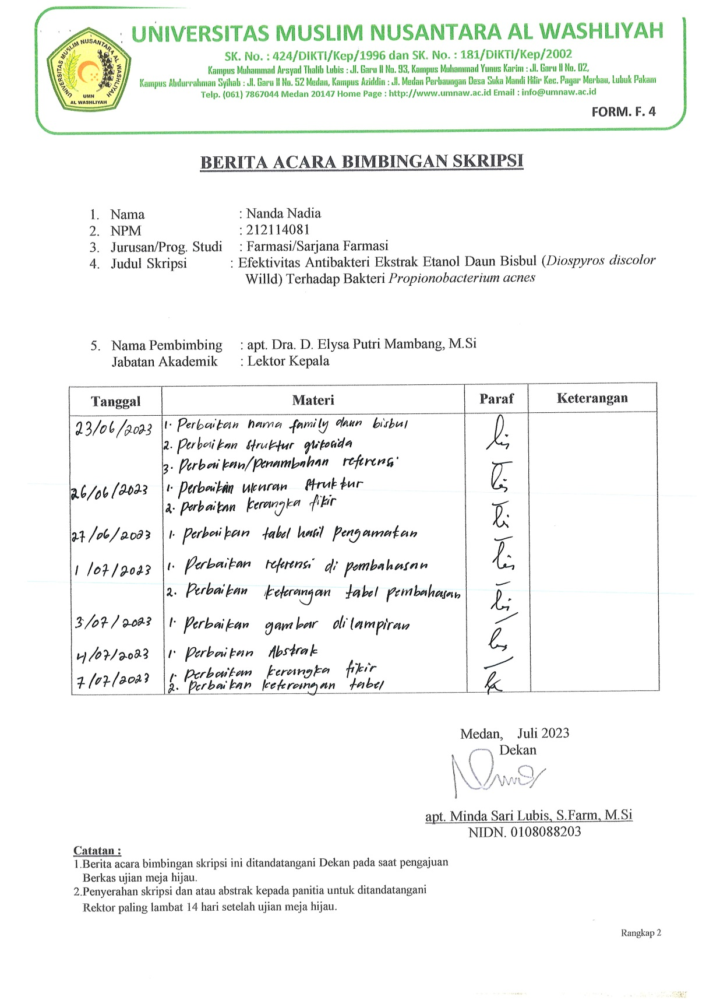 UNIVERSITAS MUSLIM NUSANTARA AL WASHLIYAH
SK. No. : 424/DIKTI/Kep/1996 dan SK. No. : 181/DIKTI/Kep/2002
Kampus Muhammad Arsyad Thalib Lubis : Jl. Garu II No. 93, Kampus Muhammad Yunus Karim : Jl. Garu II No. 02,
Kampus Abdurrahman Syihab : Jl. Garu II No. 52 Medan, Kampus Aziddin : Jl. Medan Perbaungan Desa Suka Mandi Hilir Kec. Pagar Merbau, Lubuk Pakam
Telp. (061) 7867044 Medan 20147 Home Page : http://www.umnaw.ac.id Email : info@umnaw.ac.id
UNIVERSITAS MUSLIM NUSANTARA AL WASHLIYAH
UMN
AL WASHLIYAH
FORM. F. 4
BERITA ACARA BIMBINGAN SKRIPSI
1. Nama : Nanda Nadia
2. NPM : 212114081
3. Jurusan/Prog. Studi : Farmasi/Sarjana Farmasi
4. Judul Skripsi : Efektivitas Antibakteri Ekstrak Etanol Daun Bisbul (Diospyros discolor
Willd) Terhadap Bakteri Propionobacterium acnes
5. Nama Pembimbing : apt. Dra. D. Elysa Putri Mambang, M.Si
Jabatan Akademik : Lektor Kepala
Tanggal Materi Paraf Keterangan
23/06/2023 1. Perbaikan nama family daun bisbul
2. Perbaikan struktur glikosida
3. Perbaikan/penambahan referensi
26/06/2023 1. Perbaikan ukuran struktur
2. Perbaikan kerangka fikir
27/06/2023 1. Perbaikan tabel hasil pengamatan
1/07/2023 1. Perbaikan referensi di pembahasan
2. Perbaikan keterangan tabel pembahasan
3/07/2023 1. Perbaikan gambar dilampiran
4/07/2023 1. Perbaikan Abstrak
7/07/2023 1. Perbaikan kerangka fikir
2. Perbaikan keterangan tabel
Medan, Juli 2023
Dekan
apt. Minda Sari Lubis, S.Farm, M.Si
NIDN. 0108088203
Catatan :
1.Berita acara bimbingan skripsi ini ditandatangani Dekan pada saat pengajuan
Berkas ujian meja hijau.
2.Penyerahan skripsi dan atau abstrak kepada panitia untuk ditandatangani
Rektor paling lambat 14 hari setelah ujian meja hijau.
Rangkap 2